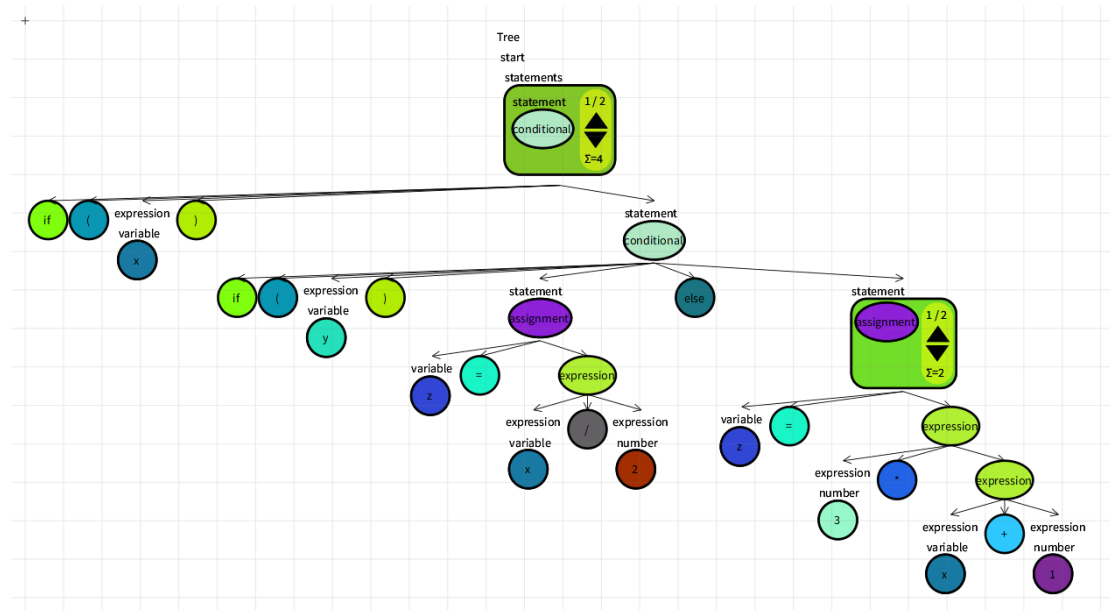 Tree
start
statements
statement 1 / 2
conditional
Σ=4
if ( expression )
variable
x
statement
conditional
if ( expression )
variable
y
statement
assignment
else
statement
assignment 1 / 2
Σ=2
variable = expression
z
expression / expression
variable number
x 2
variable = expression
z
expression * expression
number
3
expression + expression
variable number
x 1